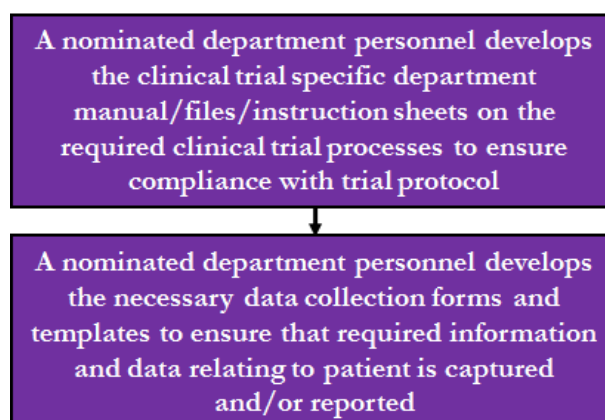 A nominated department personnel develops
the clinical trial specific department
manual/files/instruction sheets on the
required clinical trial processes to ensure
compliance with trial protocol
A nominated department personnel develops
the necessary data collection forms and
templates to ensure that required information
and data relating to patient is captured
and/or reported